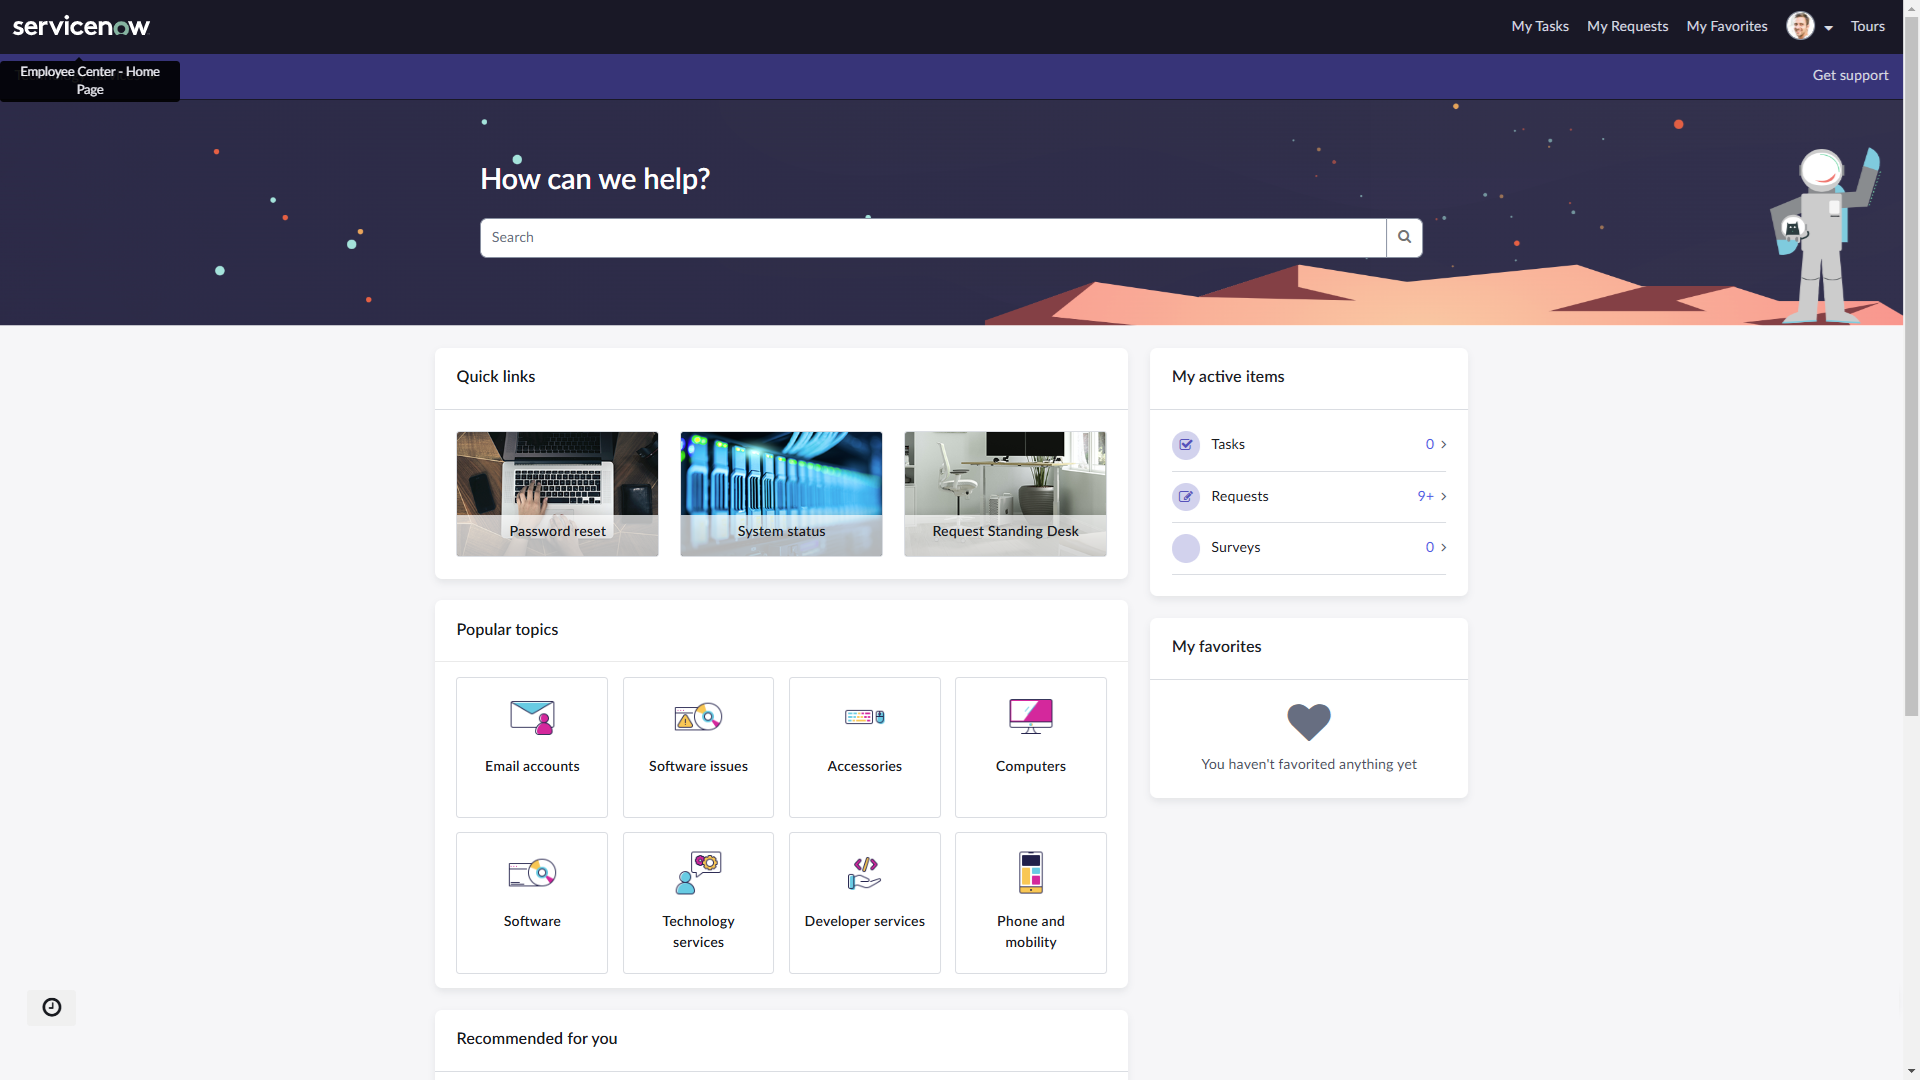 servicenow
My Tasks
My Requests
My Favorites
Tours
Employee Center - Home
Page
Get support
How can we help?
Search
Quick links
Password reset
System status
Request Standing Desk
My active items
Tasks
0
Requests
9+
Surveys
0
Popular topics
Email accounts
Software issues
Accessories
Computers
Software
Technology
services
Developer services
Phone and
mobility
My favorites
You haven't favorited anything yet
Recommended for you